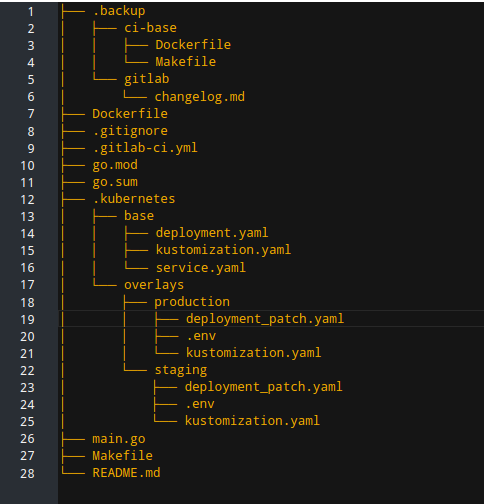 1 ├── .backup
2 │   ├── ci-base
3 │   │   ├── Dockerfile
4 │   │   └── Makefile
5 │   └── gitlab
6 │       └── changelog.md
7 ├── Dockerfile
8 ├── .gitignore
9 ├── .gitlab-ci.yml
10 ├── go.mod
11 ├── go.sum
12 ├── .kubernetes
13 │   ├── base
14 │   │   ├── deployment.yaml
15 │   │   ├── kustomization.yaml
16 │   │   └── service.yaml
17 │   └── overlays
18 │       ├── production
19 │       │   ├── deployment_patch.yaml
20 │       │   ├── .env
21 │       │   └── kustomization.yaml
22 │       └── staging
23 │           ├── deployment_patch.yaml
24 │           ├── .env
25 │           └── kustomization.yaml
26 ├── main.go
27 ├── Makefile
28 └── README.md